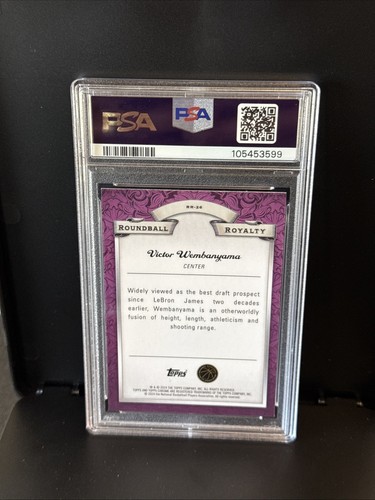 PSA
PSA
105453599
RR-26
ROUNDBALL ROYALTY
Victor Wembanyama
CENTER
Widely viewed as the best draft prospect
since LeBron James two decades
earlier, Wembanyama is an otherworldly
fusion of height, length, athleticism and
shooting range.
Topps